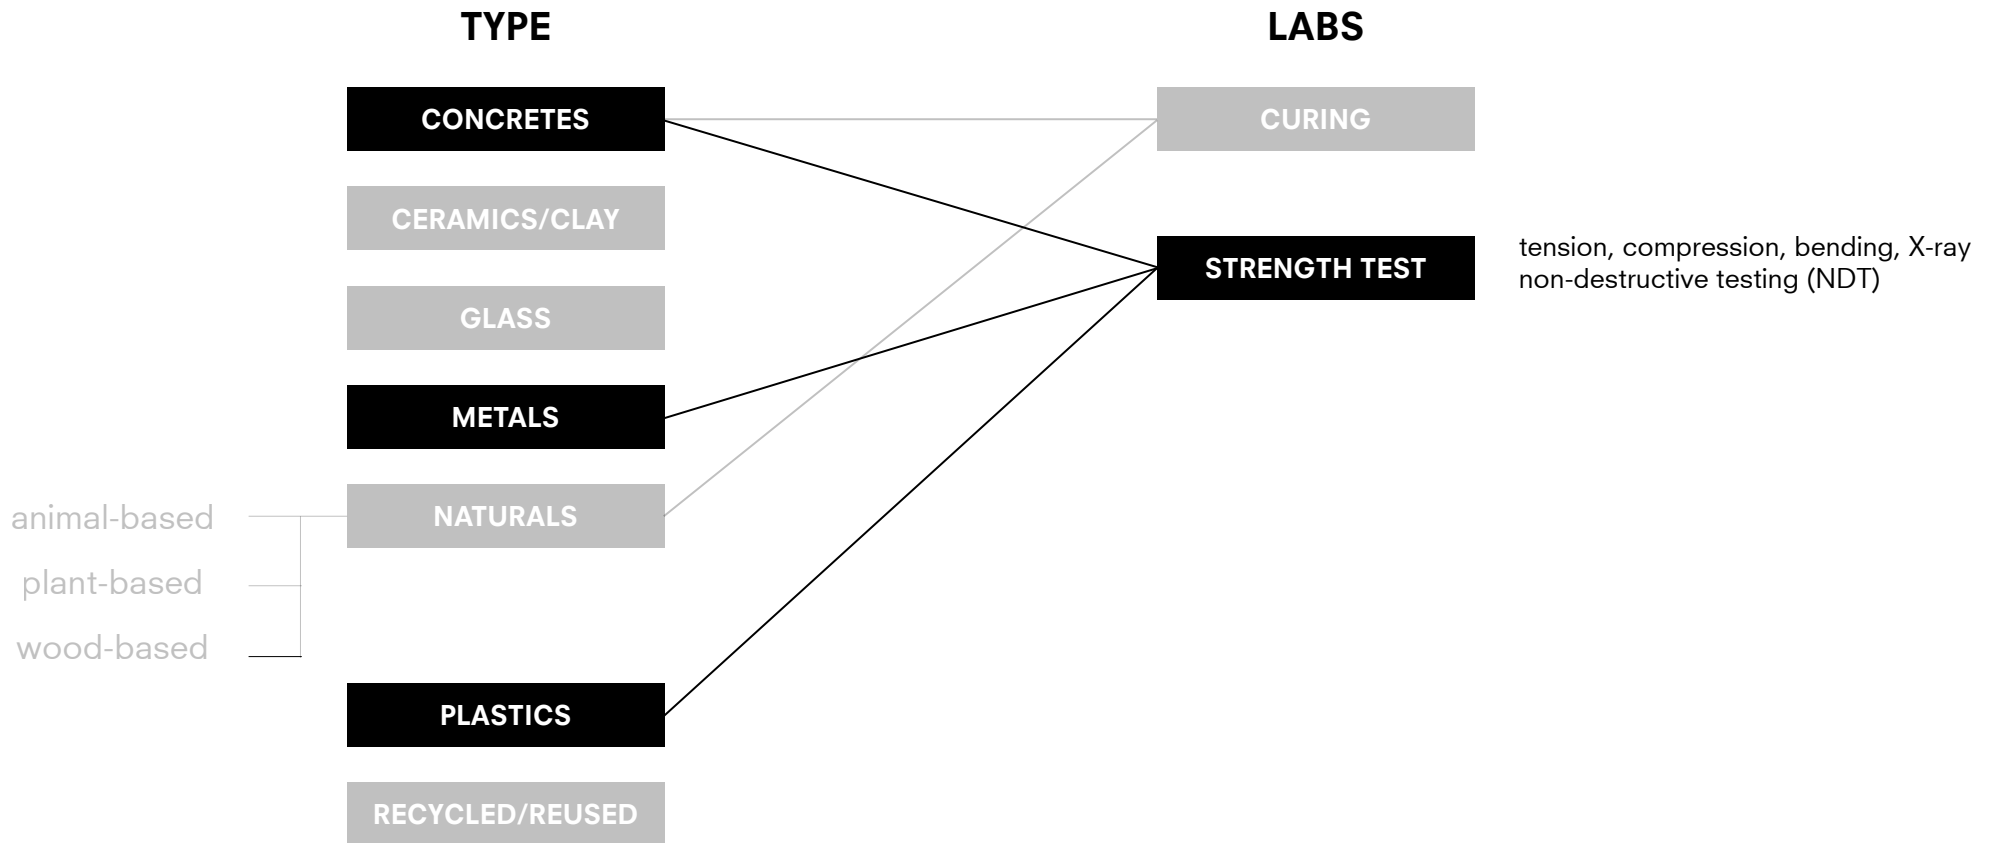 TYPE
LABS
CONCRETES
CURING
CERAMICS/CLAY
STRENGTH TEST
tension, compression, bending, X-ray
non-destructive testing (NDT)
GLASS
METALS
animal-based
NATURALS
plant-based
wood-based
PLASTICS
RECYCLED/REUSED